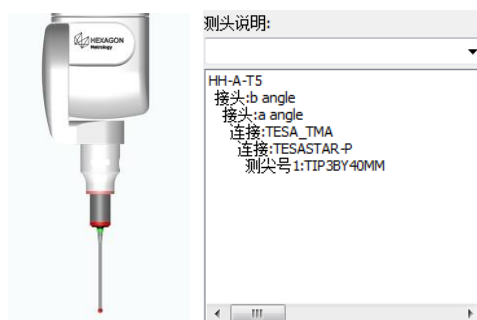 HEXAGON
Metrology
测头说明:
HH-A-T5
接头:b angle
接头:a angle
连接:TESA_TMA
连接:TESASTAR-P
测尖号1:TIP3BY40MM